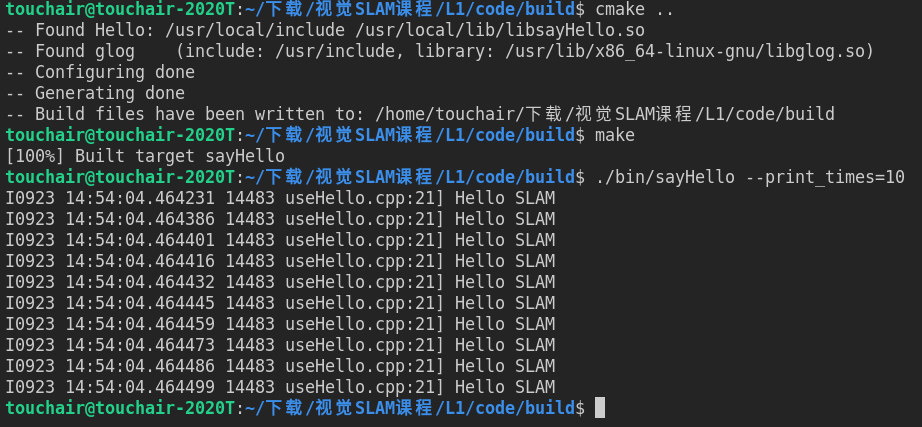 touchair@touchair-2020T:~/下载/视觉SLAM课程/L1/code/build$ cmake ..
-- Found Hello: /usr/local/include /usr/local/lib/libsayHello.so
-- Found glog    (include: /usr/include, library: /usr/lib/x86_64-linux-gnu/libglog.so)
-- Configuring done
-- Generating done
-- Build files have been written to: /home/touchair/下载/视觉SLAM课程/L1/code/build
touchair@touchair-2020T:~/下载/视觉SLAM课程/L1/code/build$ make
[100%] Built target sayHello
touchair@touchair-2020T:~/下载/视觉SLAM课程/L1/code/build$ ./bin/sayHello --print_times=10
I0923 14:54:04.464231 14483 useHello.cpp:21] Hello SLAM
I0923 14:54:04.464386 14483 useHello.cpp:21] Hello SLAM
I0923 14:54:04.464401 14483 useHello.cpp:21] Hello SLAM
I0923 14:54:04.464416 14483 useHello.cpp:21] Hello SLAM
I0923 14:54:04.464432 14483 useHello.cpp:21] Hello SLAM
I0923 14:54:04.464445 14483 useHello.cpp:21] Hello SLAM
I0923 14:54:04.464459 14483 useHello.cpp:21] Hello SLAM
I0923 14:54:04.464473 14483 useHello.cpp:21] Hello SLAM
I0923 14:54:04.464486 14483 useHello.cpp:21] Hello SLAM
I0923 14:54:04.464499 14483 useHello.cpp:21] Hello SLAM
touchair@touchair-2020T:~/下载/视觉SLAM课程/L1/code/build$